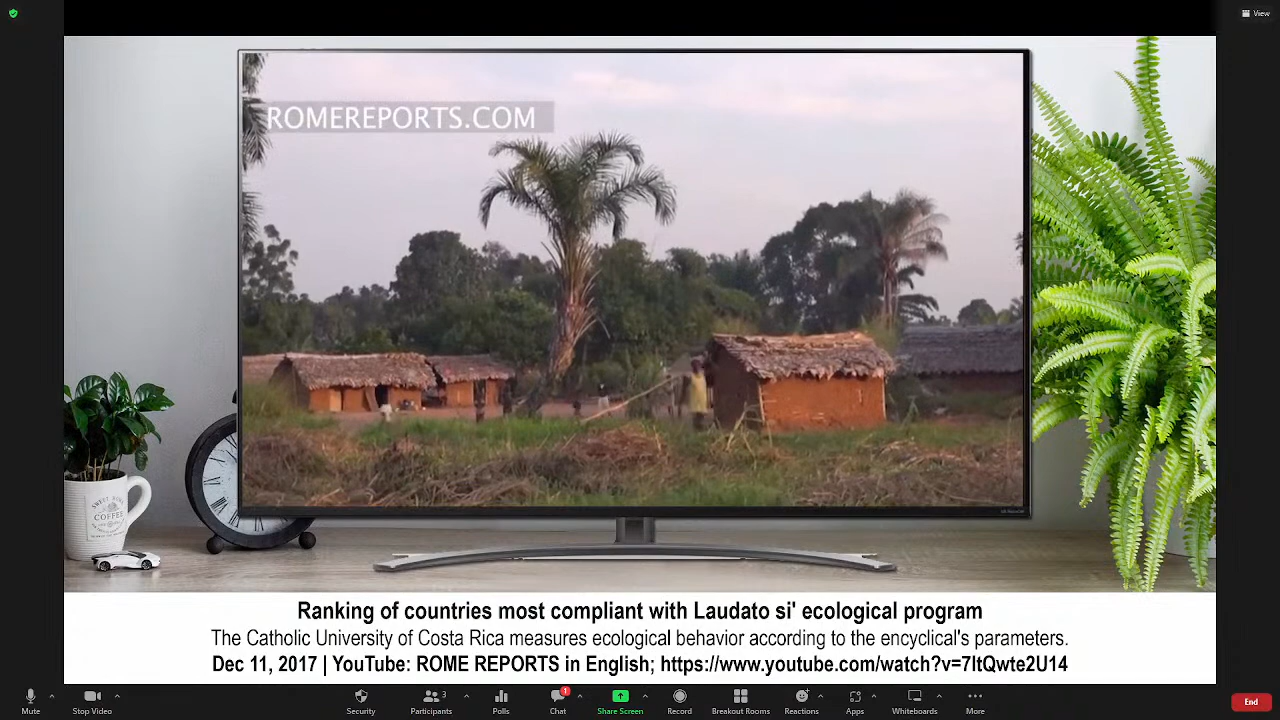 View
ROMEREPORTS.COM
SWEET HOME
COFFEE
Ranking of countries most compliant with Laudato si' ecological program
The Catholic University of Costa Rica measures ecological behavior according to the encyclical's parameters.
Dec 11, 2017 | YouTube: ROME REPORTS in English; https://www.youtube.com/watch?v=7ItQwte2U14
3
1
Mute
Stop Video
Security
Participants
Polls
Chat
Share Screen
Record
Breakout Rooms
Reactions
Apps
Whiteboards
More
End